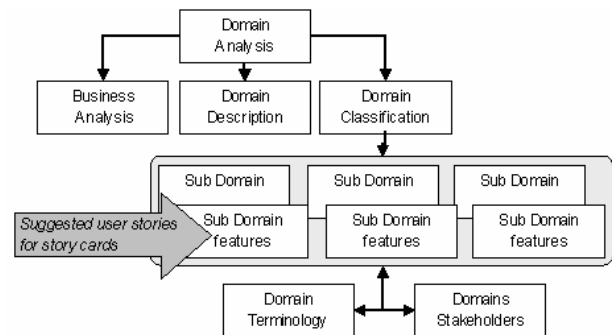 Domain
Analysis
Business
Analysis
Domain
Description
Domain
Classification
Sub Domain
Sub Domain
Sub Domain
Suggested user stories
for story cards
Sub Domain
features
Sub Domain
features
Sub Domain
features
Domain
Terminology
Domains
Stakeholders